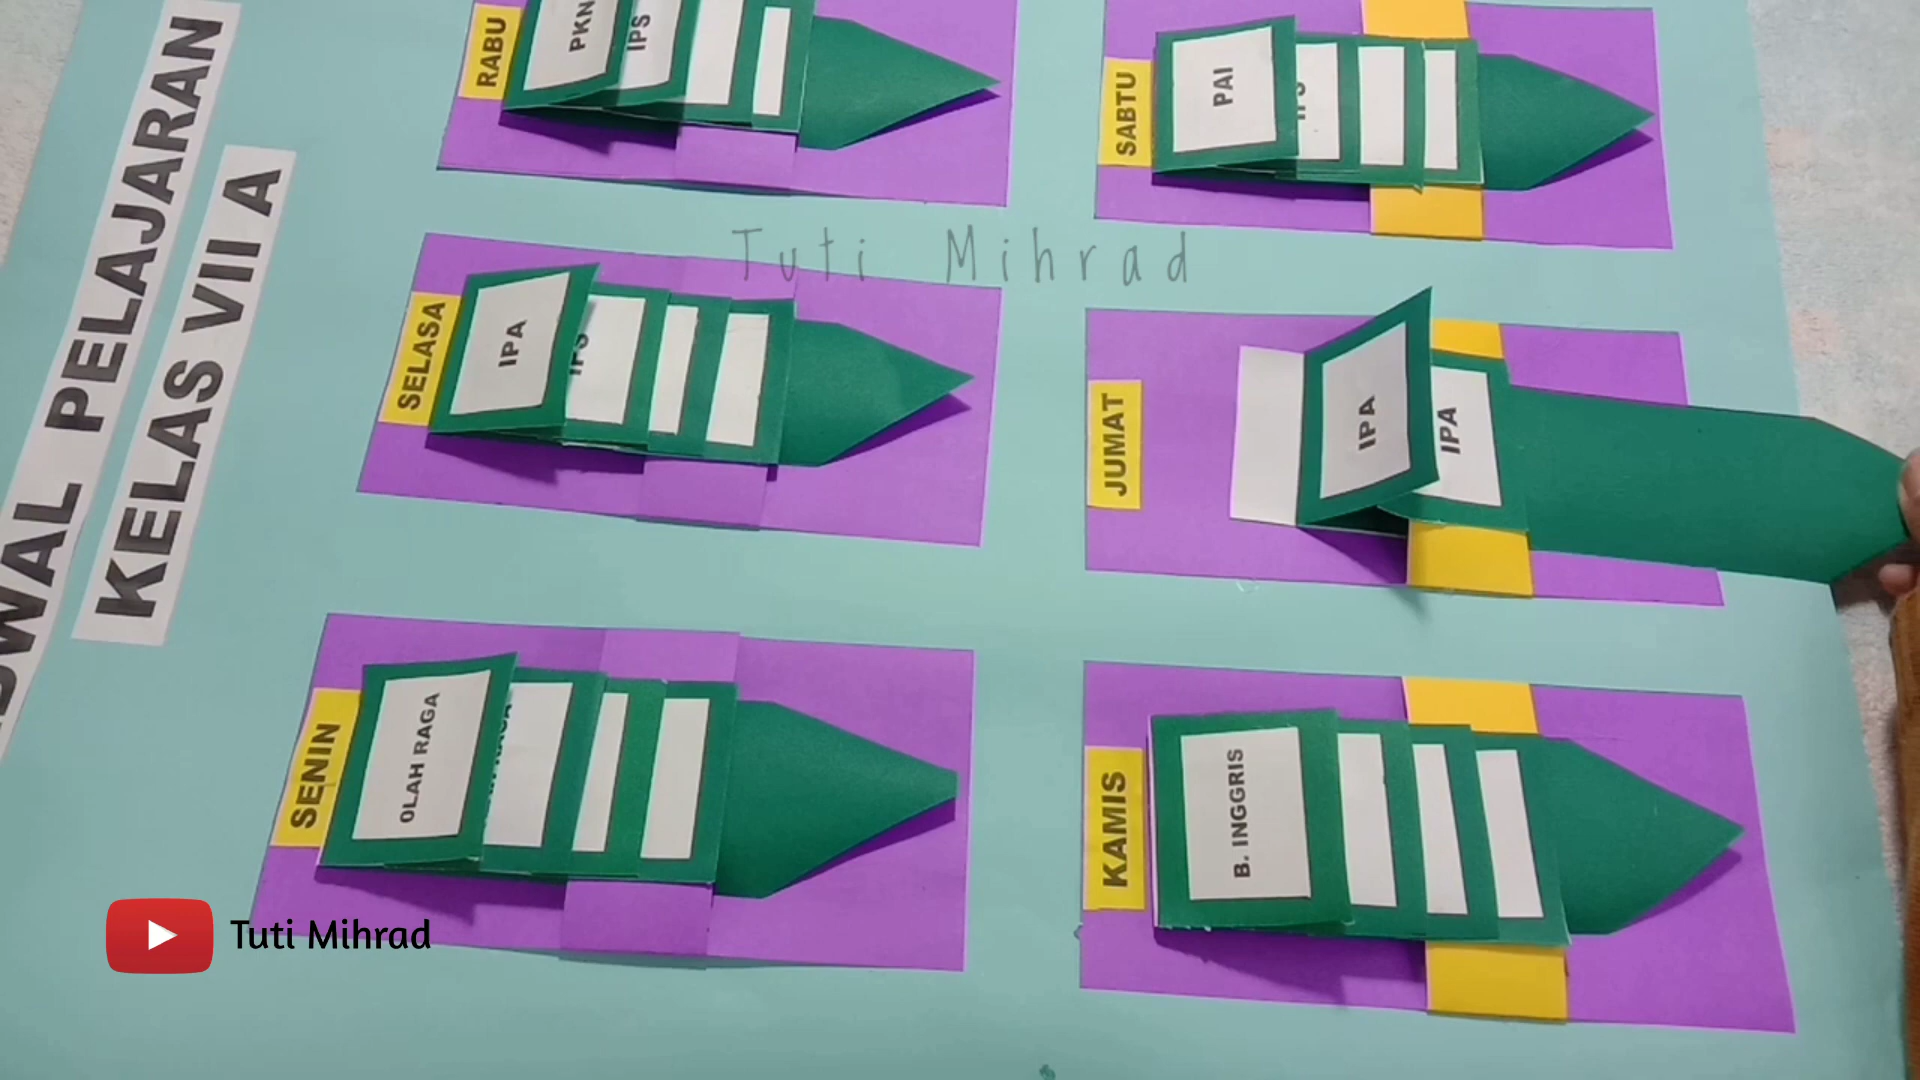 PELAJARAN
KELAS VII A
RABU
PKN
IPS
SABTU
PAI
SELASA
IPA
IPS
JUMAT
IPA
IPA
SENIN
OLAH RAGA
KAMIS
B. INGGRIS
Tuti Mihrad
Tuti Mihrad